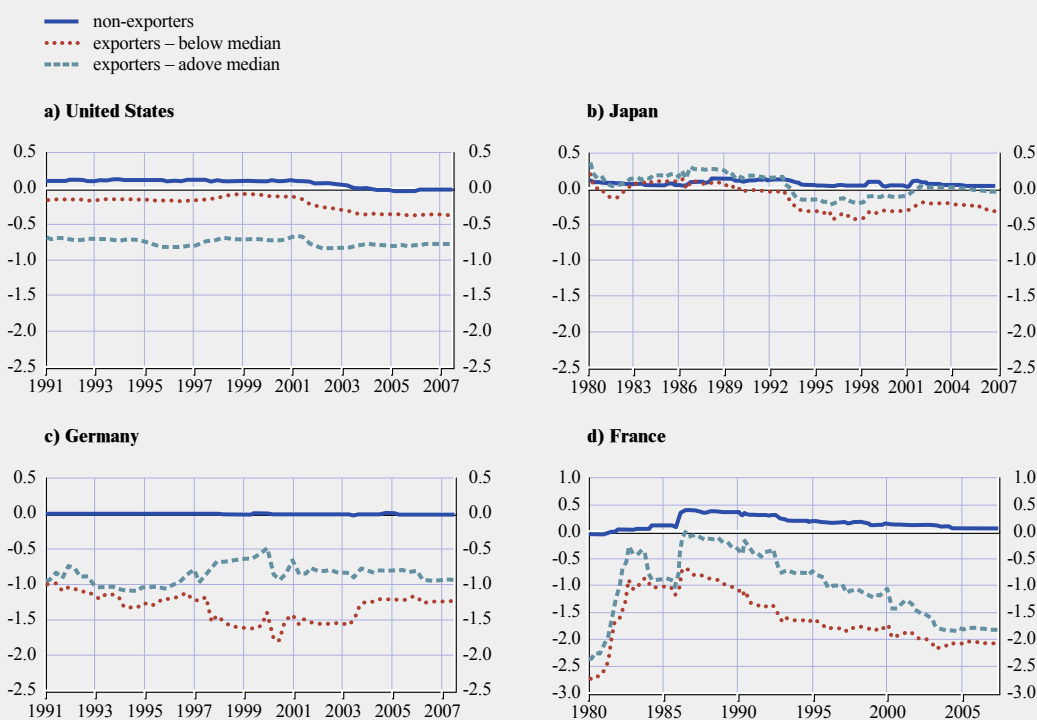 non-exporters
exporters – below median
exporters – adove median
a) United States
b) Japan
0.5 0.5 0.5 0.5
0.0 0.0 0.0 0.0
-0.5 -0.5 -0.5 -0.5
-1.0 -1.0 -1.0 -1.0
-1.5 -1.5 -1.5 -1.5
-2.0 -2.0 -2.0 -2.0
-2.5 -2.5 -2.5 -2.5
1991 1993 1995 1997 1999 2001 2003 2005 2007
1980 1983 1986 1989 1992 1995 1998 2001 2004 2007
c) Germany
d) France
0.5 0.5 1.0 1.0
0.0 0.0 0.5 0.5
-0.5 -0.5 0.0 0.0
-1.0 -1.0 -0.5 -0.5
-1.5 -1.5 -1.0 -1.0
-2.0 -2.0 -1.5 -1.5
-2.5 -2.5 -2.0 -2.0
-2.5 -2.5
-3.0 -3.0
1991 1993 1995 1997 1999 2001 2003 2005 2007
1980 1985 1990 1995 2000 2005